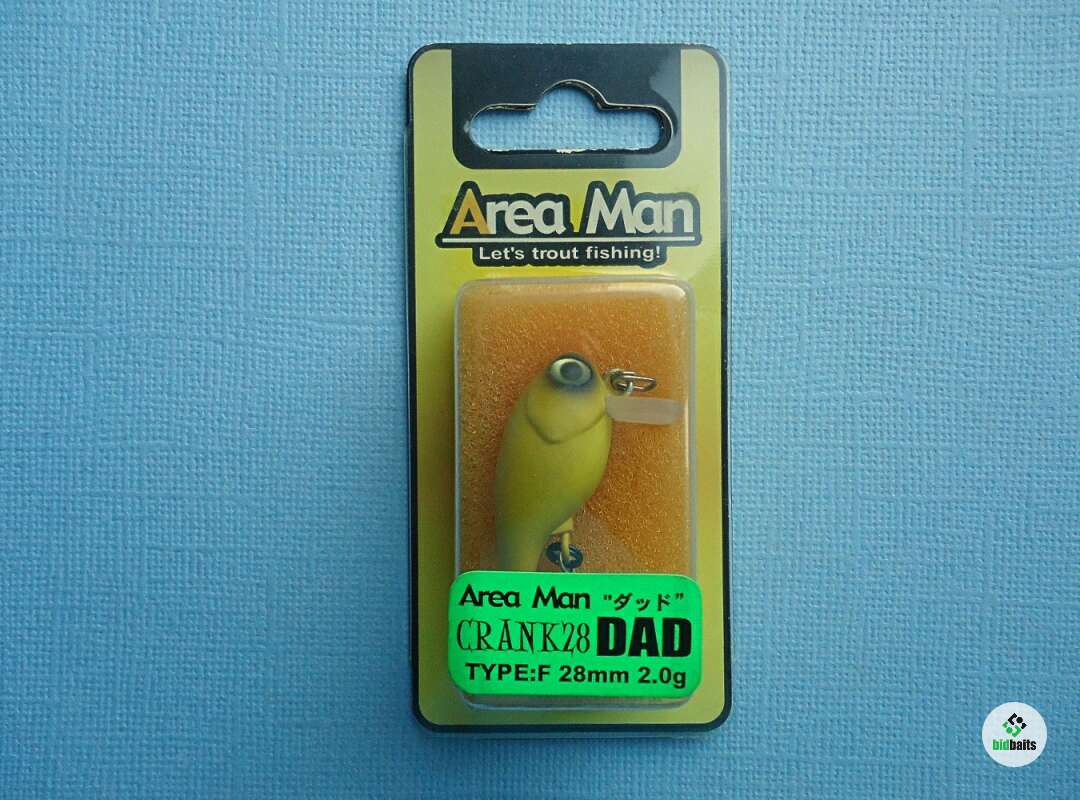 Area Man
Let's trout fishing!
Area Man "ダッド"
CRANK28 DAD
TYPE:F 28mm 2.0g
bidbaits